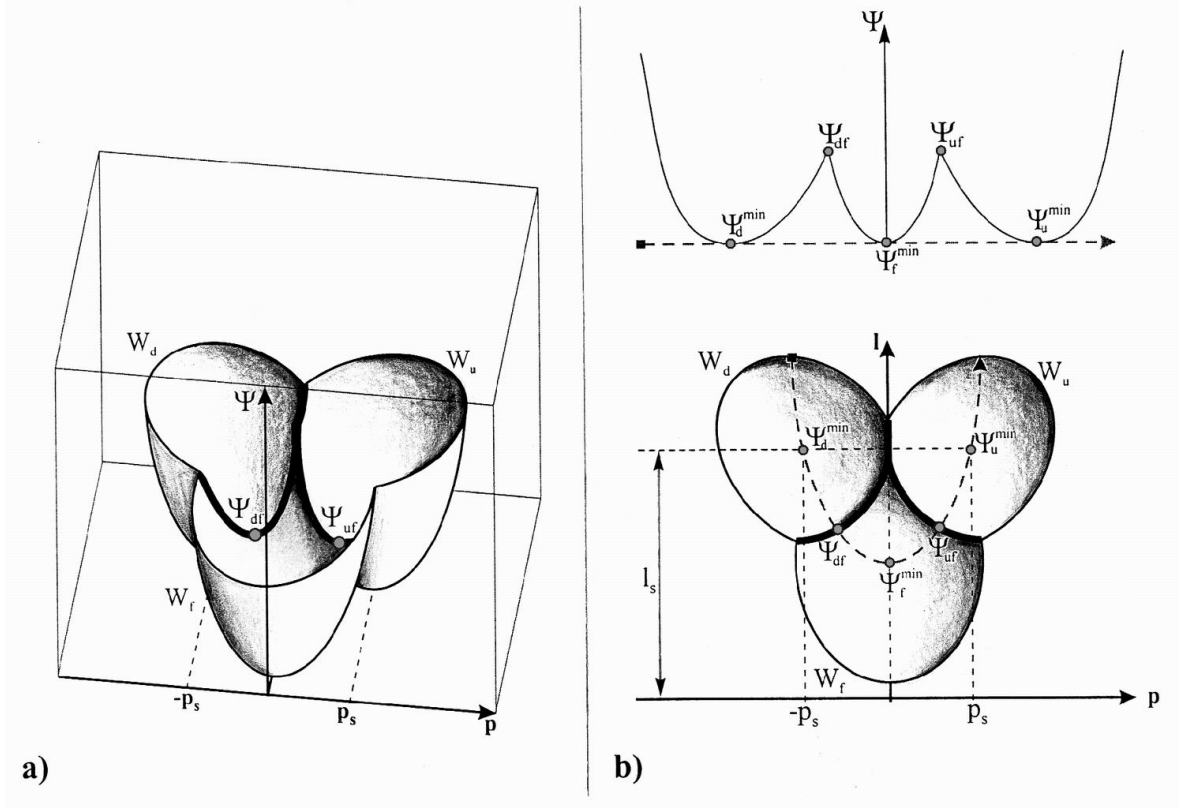 W_d
W_u
Ψ
Ψ_df
Ψ_uf
W_f
-p_s
p_s
p
a)
Ψ
Ψ_df
Ψ_uf
Ψ_d^min
Ψ_u^min
Ψ_f^min
l
W_d
W_u
Ψ_d^min
Ψ_u^min
Ψ_df
Ψ_uf
Ψ_f^min
l_s
W_f
-p_s
p_s
p
b)